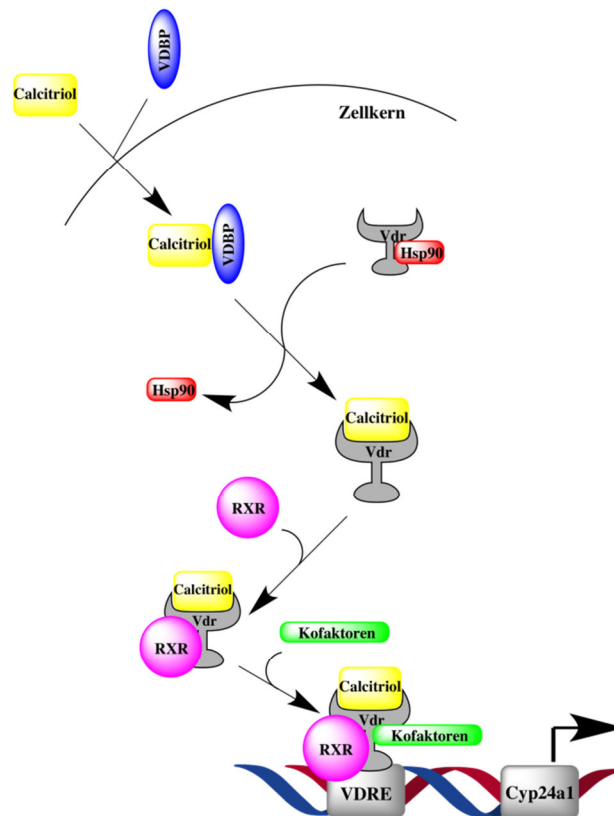 VDBP
Calcitriol
Zellkern
Calcitriol
VDBP
Vdr
Hsp90
Hsp90
Calcitriol
Vdr
RXR
Calcitriol
Vdr
RXR
Kofaktoren
Calcitriol
Vdr
Kofaktoren
RXR
VDRE
Cyp24a1